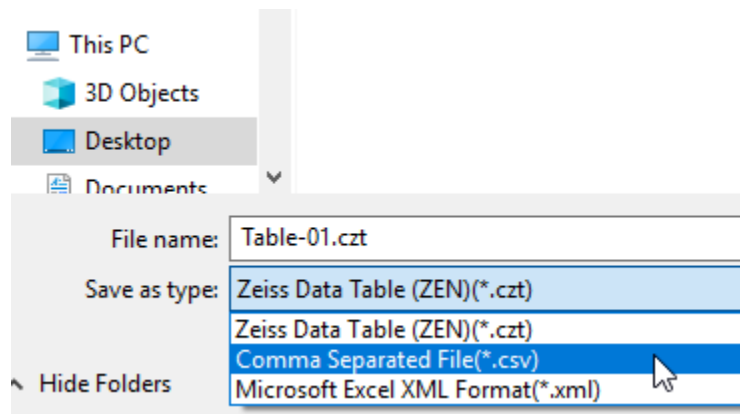 This PC
3D Objects
Desktop
Documents
File name: Table-01.czt
Save as type: Zeiss Data Table (ZEN)(*.czt)
Zeiss Data Table (ZEN)(*.czt)
Comma Separated File(*.csv)
Hide Folders Microsoft Excel XML Format(*.xml)